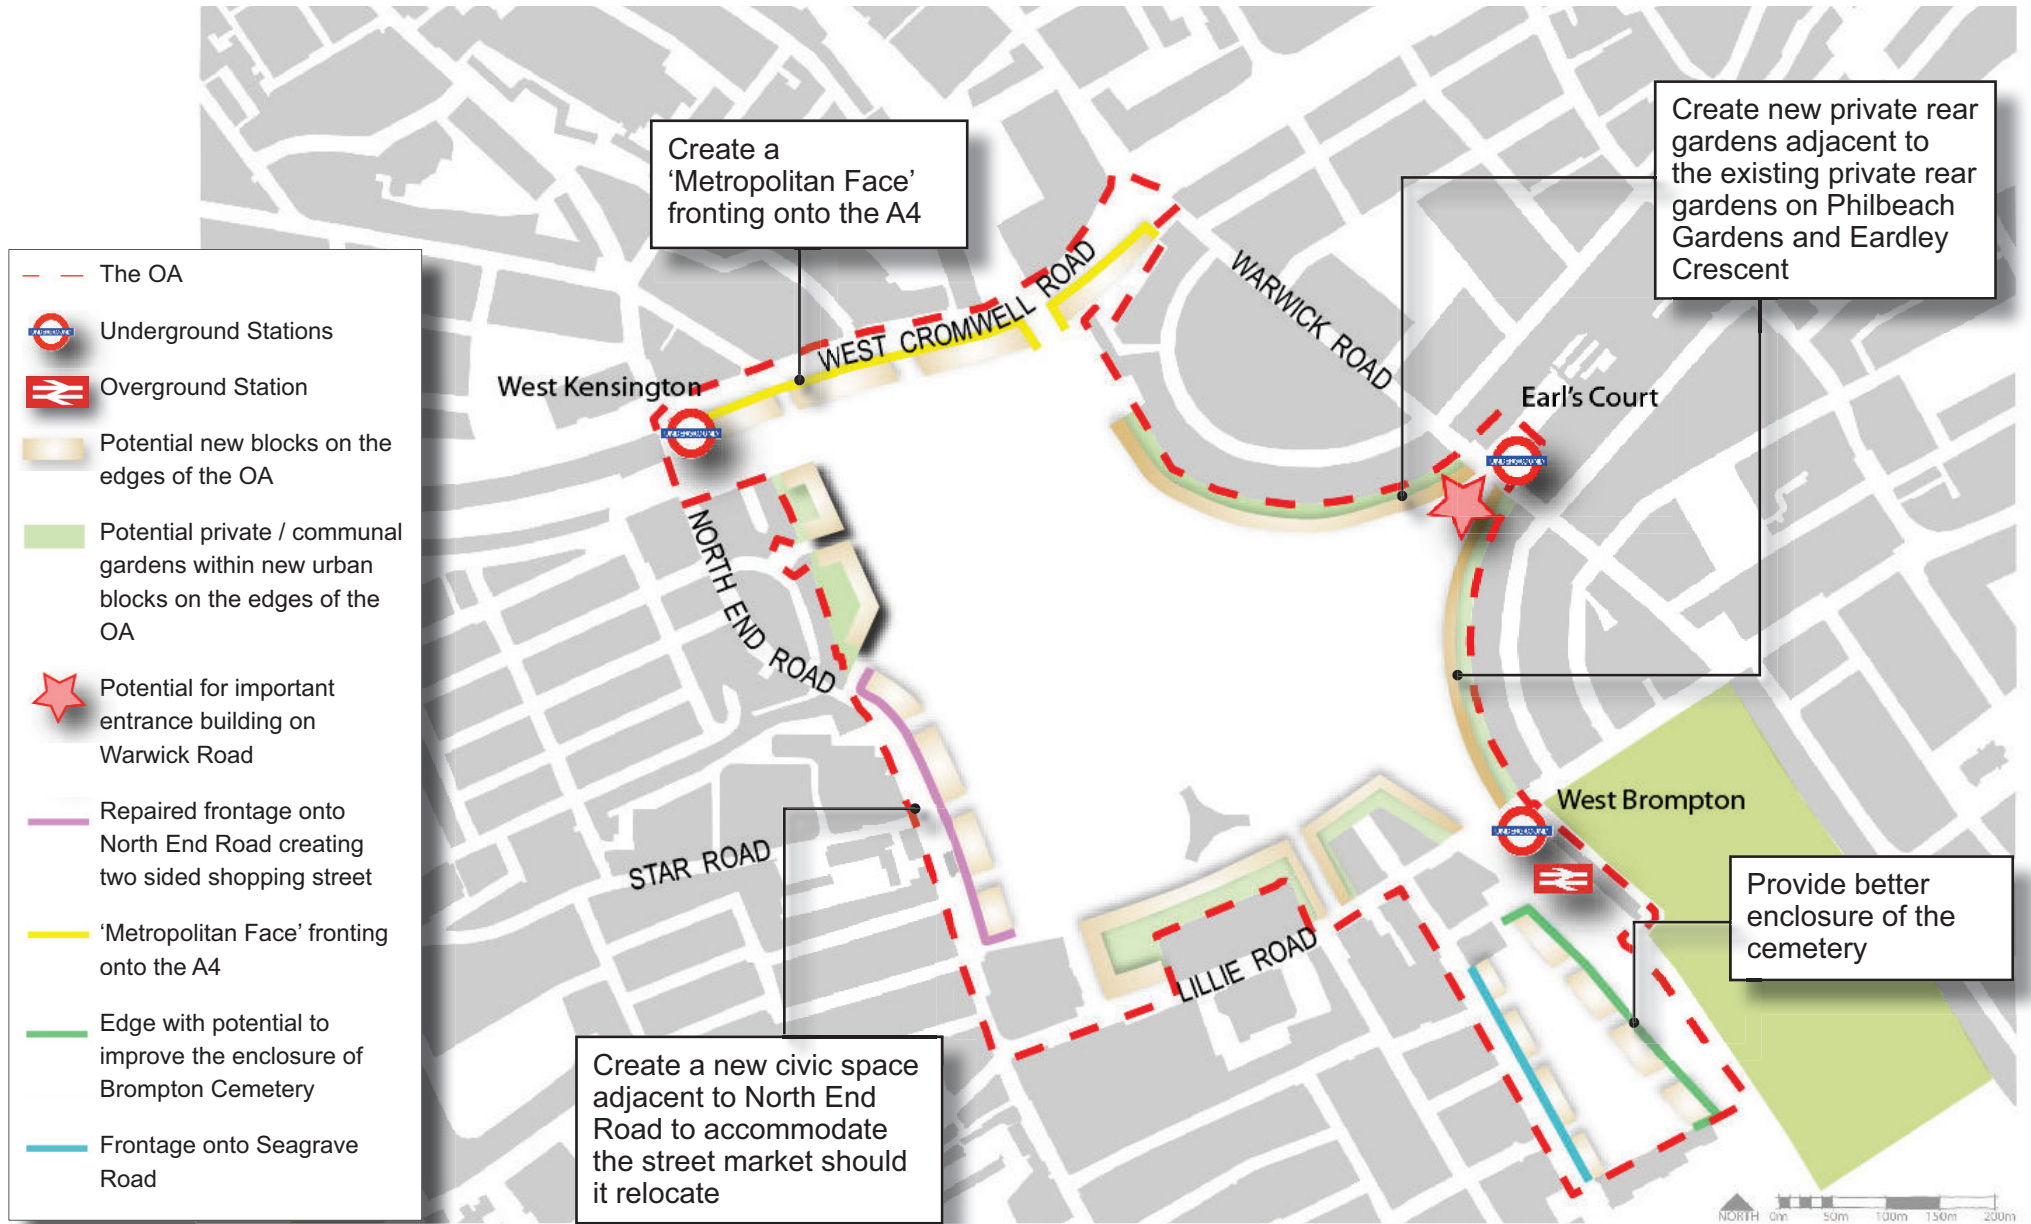 Create a
‘Metropolitan Face’
fronting onto the A4
Create new private rear
gardens adjacent to
the existing private rear
gardens on Philbeach
Gardens and Eardley
Crescent
The OA
Underground Stations
Overground Station
Potential new blocks on the
edges of the OA
Potential private / communal
gardens within new urban
blocks on the edges of the
OA
Potential for important
entrance building on
Warwick Road
Repaired frontage onto
North End Road creating
two sided shopping street
‘Metropolitan Face’ fronting
onto the A4
Edge with potential to
improve the enclosure of
Brompton Cemetery
Frontage onto Seagrave
Road
WEST CROMWELL ROAD
WARWICK ROAD
West Kensington
Earl's Court
NORTH END ROAD
West Brompton
STAR ROAD
LILLIE ROAD
Provide better
enclosure of the
cemetery
Create a new civic space
adjacent to North End
Road to accommodate
the street market should
it relocate
NORTH 0m 50m 100m 150m 200m